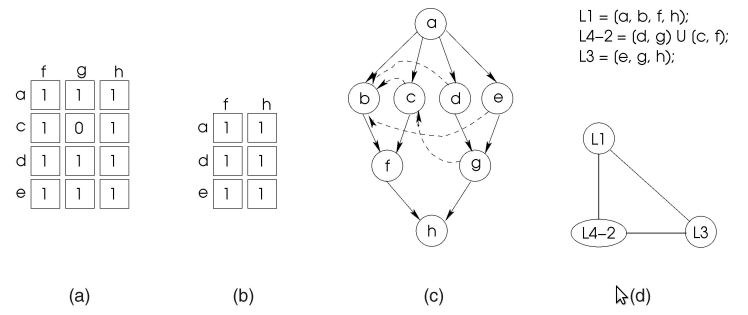 f g h
a 1 1 1
c 1 0 1
d 1 1 1
e 1 1 1
(a)
f h
a 1 1
d 1 1
e 1 1
(b)
a
b c d e
f g
h
(c)
L1 = (a, b, f, h);
L4-2 = (d, g) U (c, f);
L3 = (e, g, h);
L1
L4-2 L3
(d)